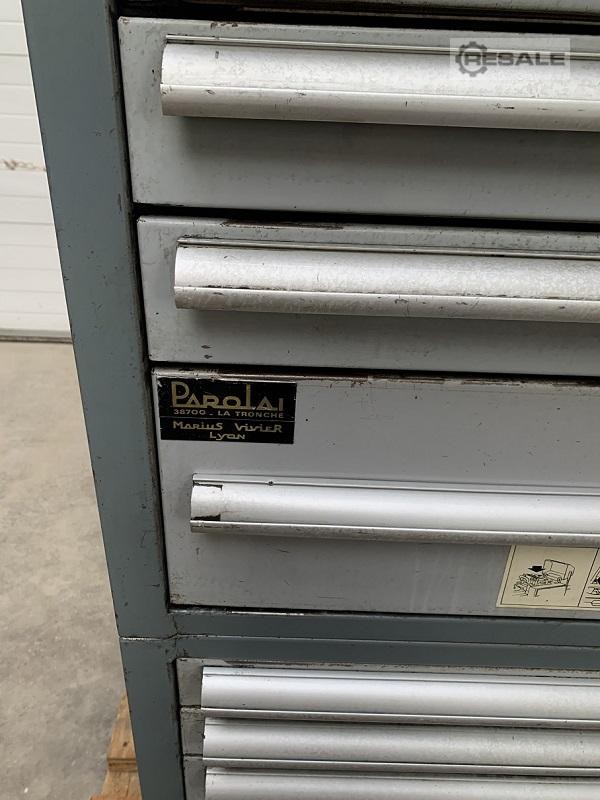 RESALE
PAROLAI
38700 _ LA TRONCHE
MARIUS VIVIER
LYON